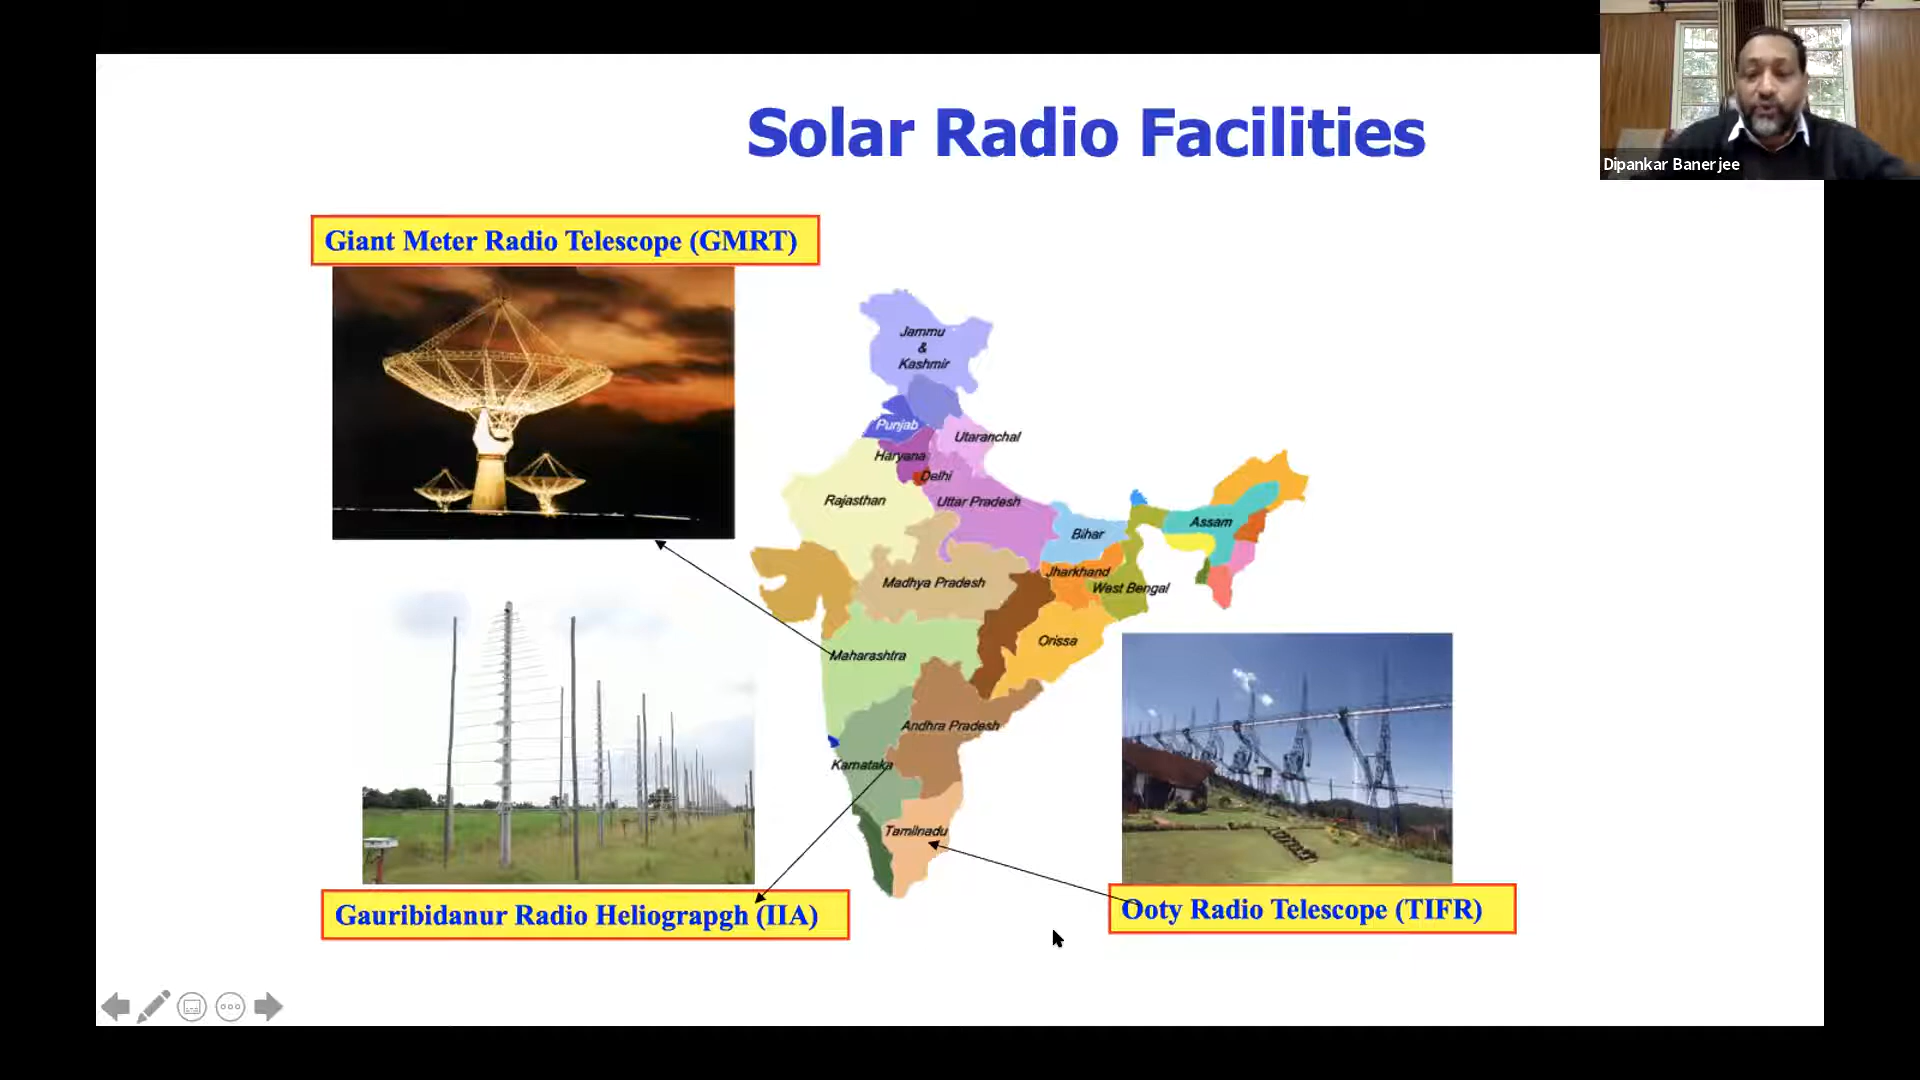 Solar Radio Facilities
Dipankar Banerjee
Giant Meter Radio Telescope (GMRT)
Jammu
&
Kashmir
Punjab
Utaranchal
Haryana
Delhi
Rajasthan
Uttar Pradesh
Assam
Bihar
Jharkhand
Madhya Pradesh
West Bengal
Orissa
Maharashtra
Andhra Pradesh
Karnataka
Tamilnadu
Gauribidanur Radio Heliograpgh (IIA)
Ooty Radio Telescope (TIFR)